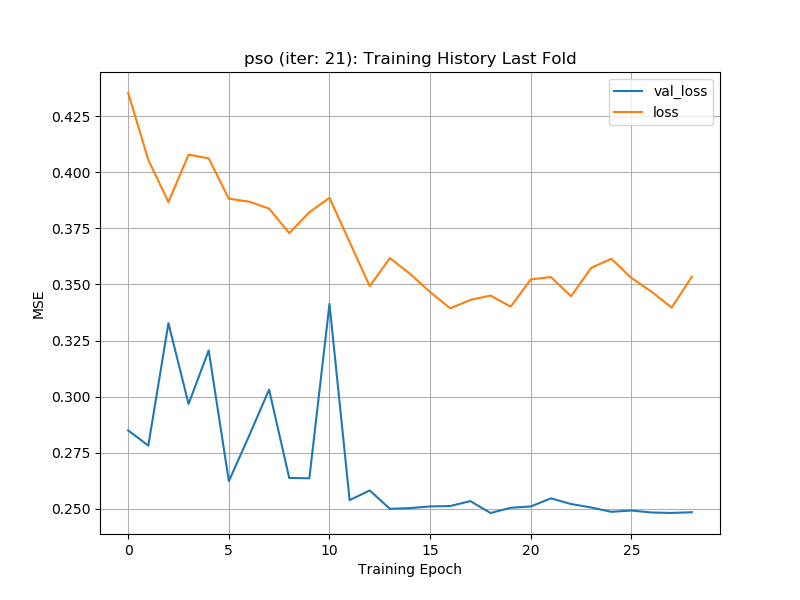 pso (iter: 21): Training History Last Fold
val_loss
loss
0.425
0.400
0.375
0.350
0.325
0.300
0.275
0.250
MSE
0
5
10
15
20
25
Training Epoch